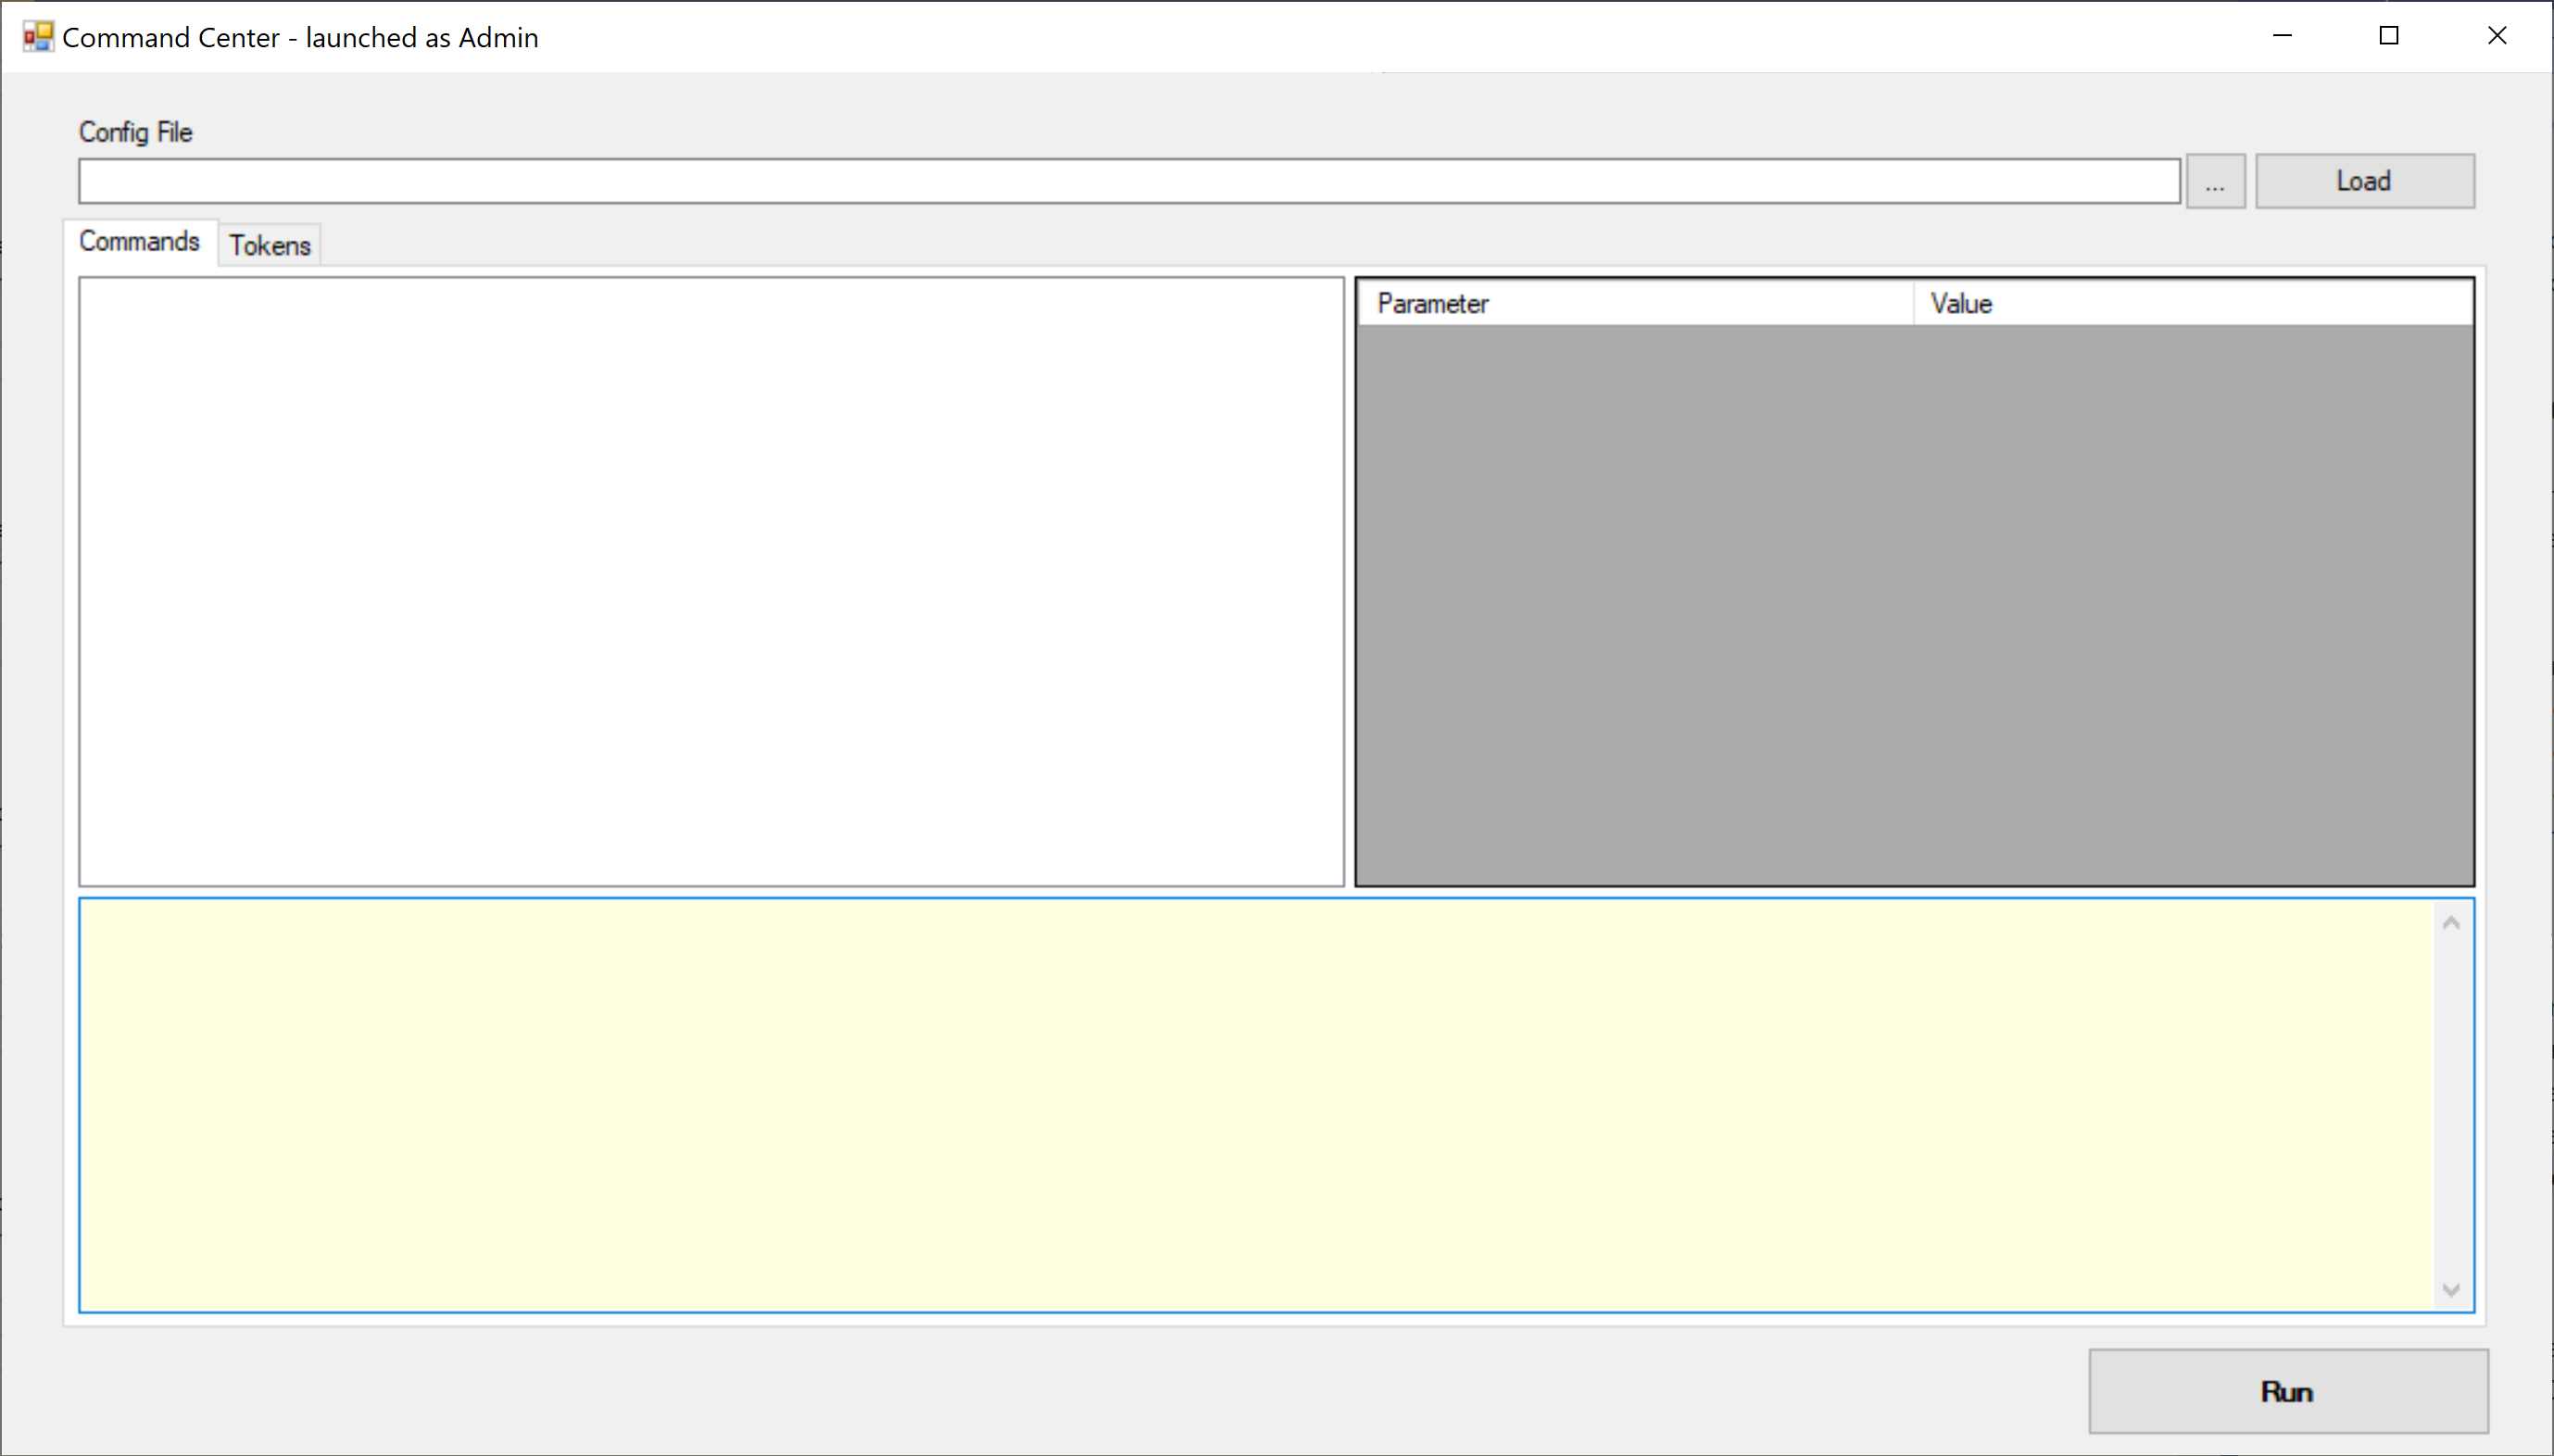 Command Center - launched as Admin
Config File
... Load
Commands Tokens
Parameter Value
Run